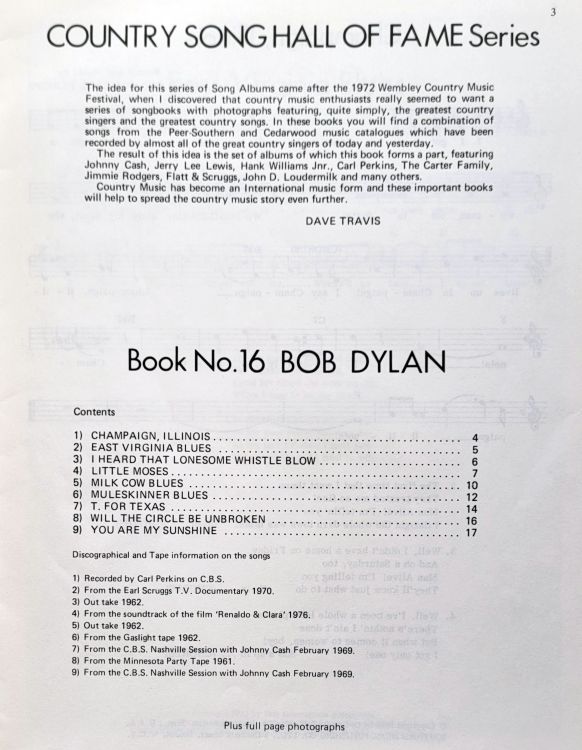 3
COUNTRY SONG HALL OF FAME Series
The idea for this series of Song Albums came after the 1972 Wembley Country Music
Festival, when I discovered that country music enthusiasts really seemed to want a
series of songbooks with photographs featuring, quite simply, the greatest country
singers and the greatest country songs. In these books you will find a combination of
songs from the Peer-Southern and Cedarwood music catalogues which have been
recorded by almost all of the great country singers of today and yesterday.
The result of this idea is the set of albums of which this book forms a part, featuring
Johnny Cash, Jerry Lee Lewis, Hank Williams Jnr., Carl Perkins, The Carter Family,
Jimmie Rodgers, Flatt & Scruggs, John D. Loudermilk and many others.
Country Music has become an International music form and these important books
will help to spread the country music story even further.
DAVE TRAVIS
Book No.16 BOB DYLAN
Contents
1) CHAMPAIGN, ILLINOIS 4
2) EAST VIRGINIA BLUES 5
3) I HEARD THAT LONESOME WHISTLE BLOW 6
4) LITTLE MOSES 7
5) MILK COW BLUES 10
6) MULESKINNER BLUES 12
7) T. FOR TEXAS 14
8) WILL THE CIRCLE BE UNBROKEN 16
9) YOU ARE MY SUNSHINE 17
Discographical and Tape information on the songs
1) Recorded by Carl Perkins on C.B.S.
2) From the Earl Scruggs T.V. Documentary 1970.
3) Out take 1962.
4) From the soundtrack of the film 'Renaldo & Clara' 1976.
5) Out take 1962.
6) From the Gaslight tape 1962.
7) From the C.B.S. Nashville Session with Johnny Cash February 1969.
8) From the Minnesota Party Tape 1961.
9) From the C.B.S. Nashville Session with Johnny Cash February 1969.
Plus full page photographs